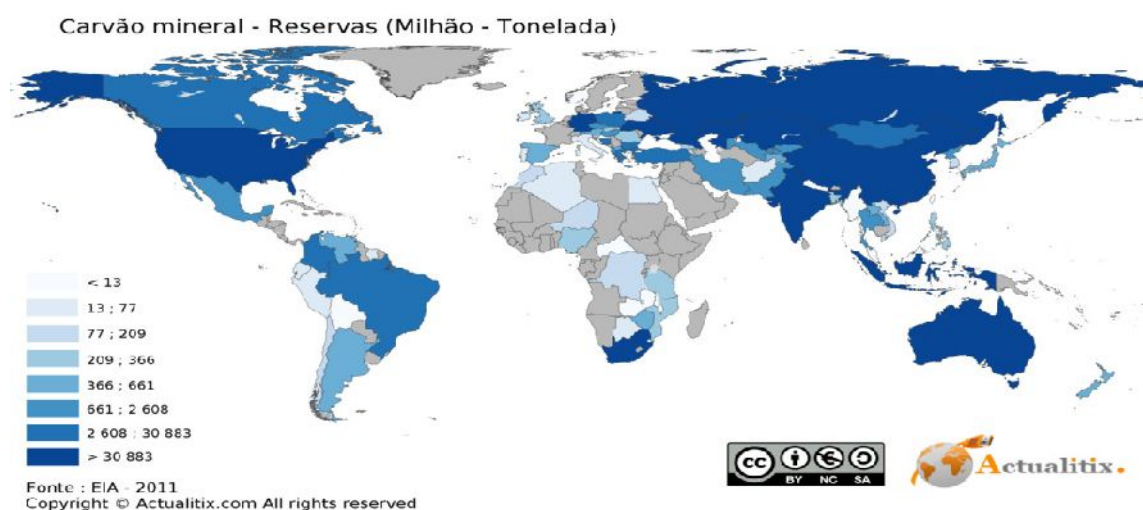 Carvão mineral - Reservas (Milhão - Tonelada)
< 13
13 ; 77
77 ; 209
209 ; 366
366 ; 661
661 ; 2 608
2 608 ; 30 883
> 30 883
Fonte : EIA - 2011
Copyright © Actualitix.com All rights reserved
cc
BY NC SA
Actualitix.